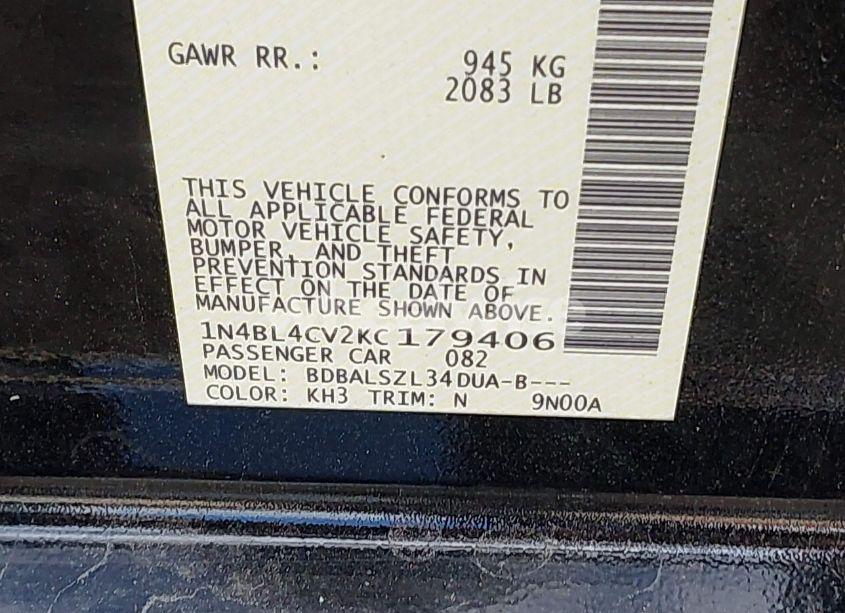 GAWR RR.: 945 KG
2083 LB
THIS VEHICLE CONFORMS TO
ALL APPLICABLE FEDERAL
MOTOR VEHICLE SAFETY,
BUMPER, AND THEFT
PREVENTION STANDARDS IN
EFFECT ON THE DATE OF
MANUFACTURE SHOWN ABOVE.
1N4BL4CV2KC179406
PASSENGER CAR 082
MODEL: BDBALSZL34DUA-B---
COLOR: KH3 TRIM: N 9N00A